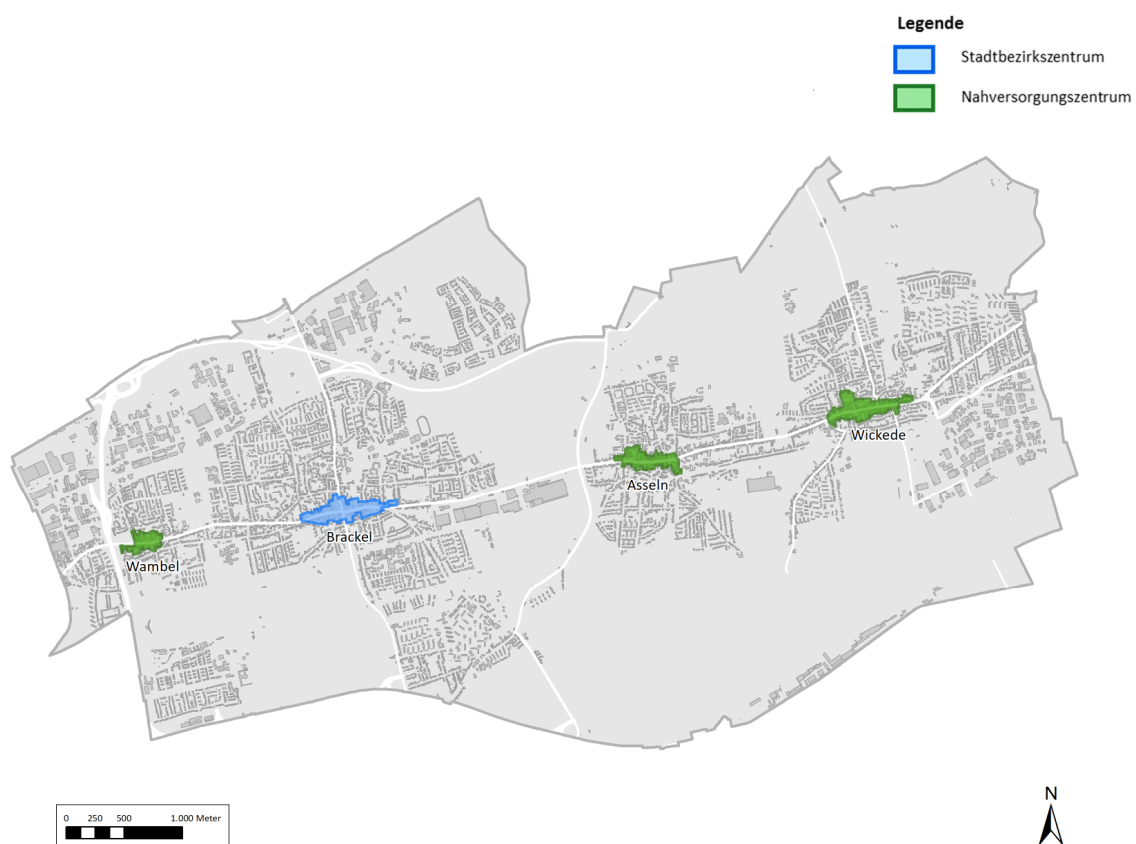 Legende
Stadtbezirkszentrum
Nahversorgungszentrum
Wickede
Asseln
Brackel
Wambel
0 250 500 1.000 Meter
N